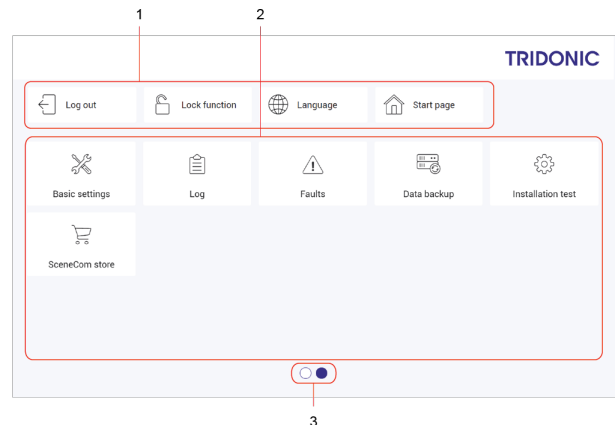 1 2
TRIDONIC
Log out Lock function Language Start page
Basic settings Log Faults Data backup Installation test
SceneCom store
3